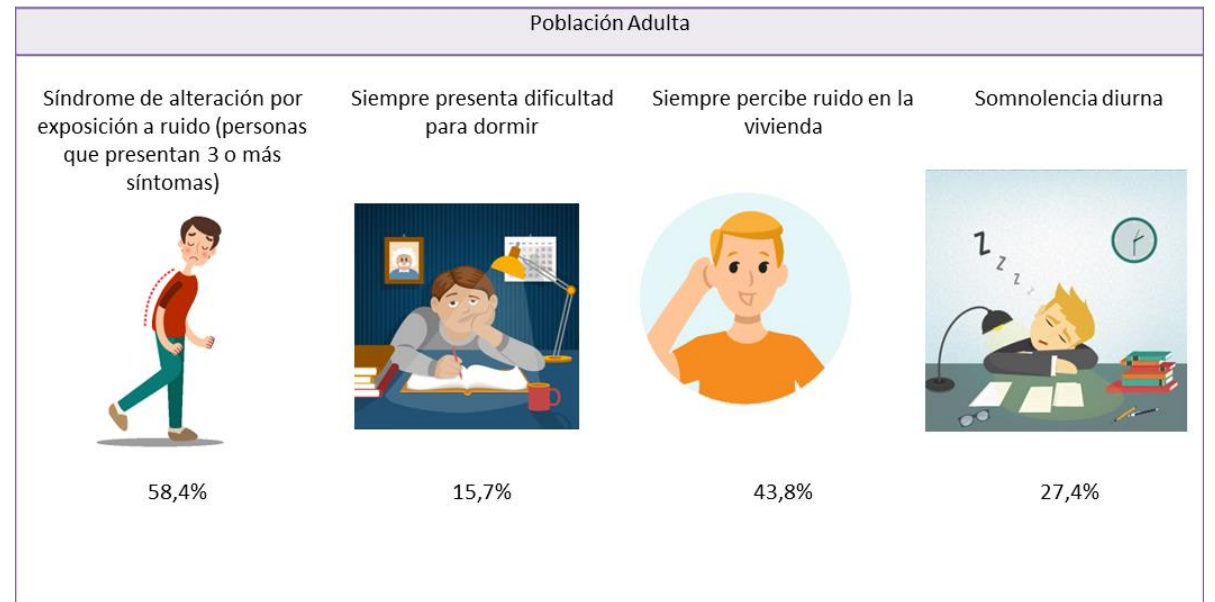 Población Adulta
Síndrome de alteración por
exposición a ruido (personas
que presentan 3 o más
síntomas)
Siempre presenta dificultad
para dormir
Siempre percibe ruido en la
vivienda
Somnolencia diurna
Z
z
z
z
58,4%
15,7%
43,8%
27,4%